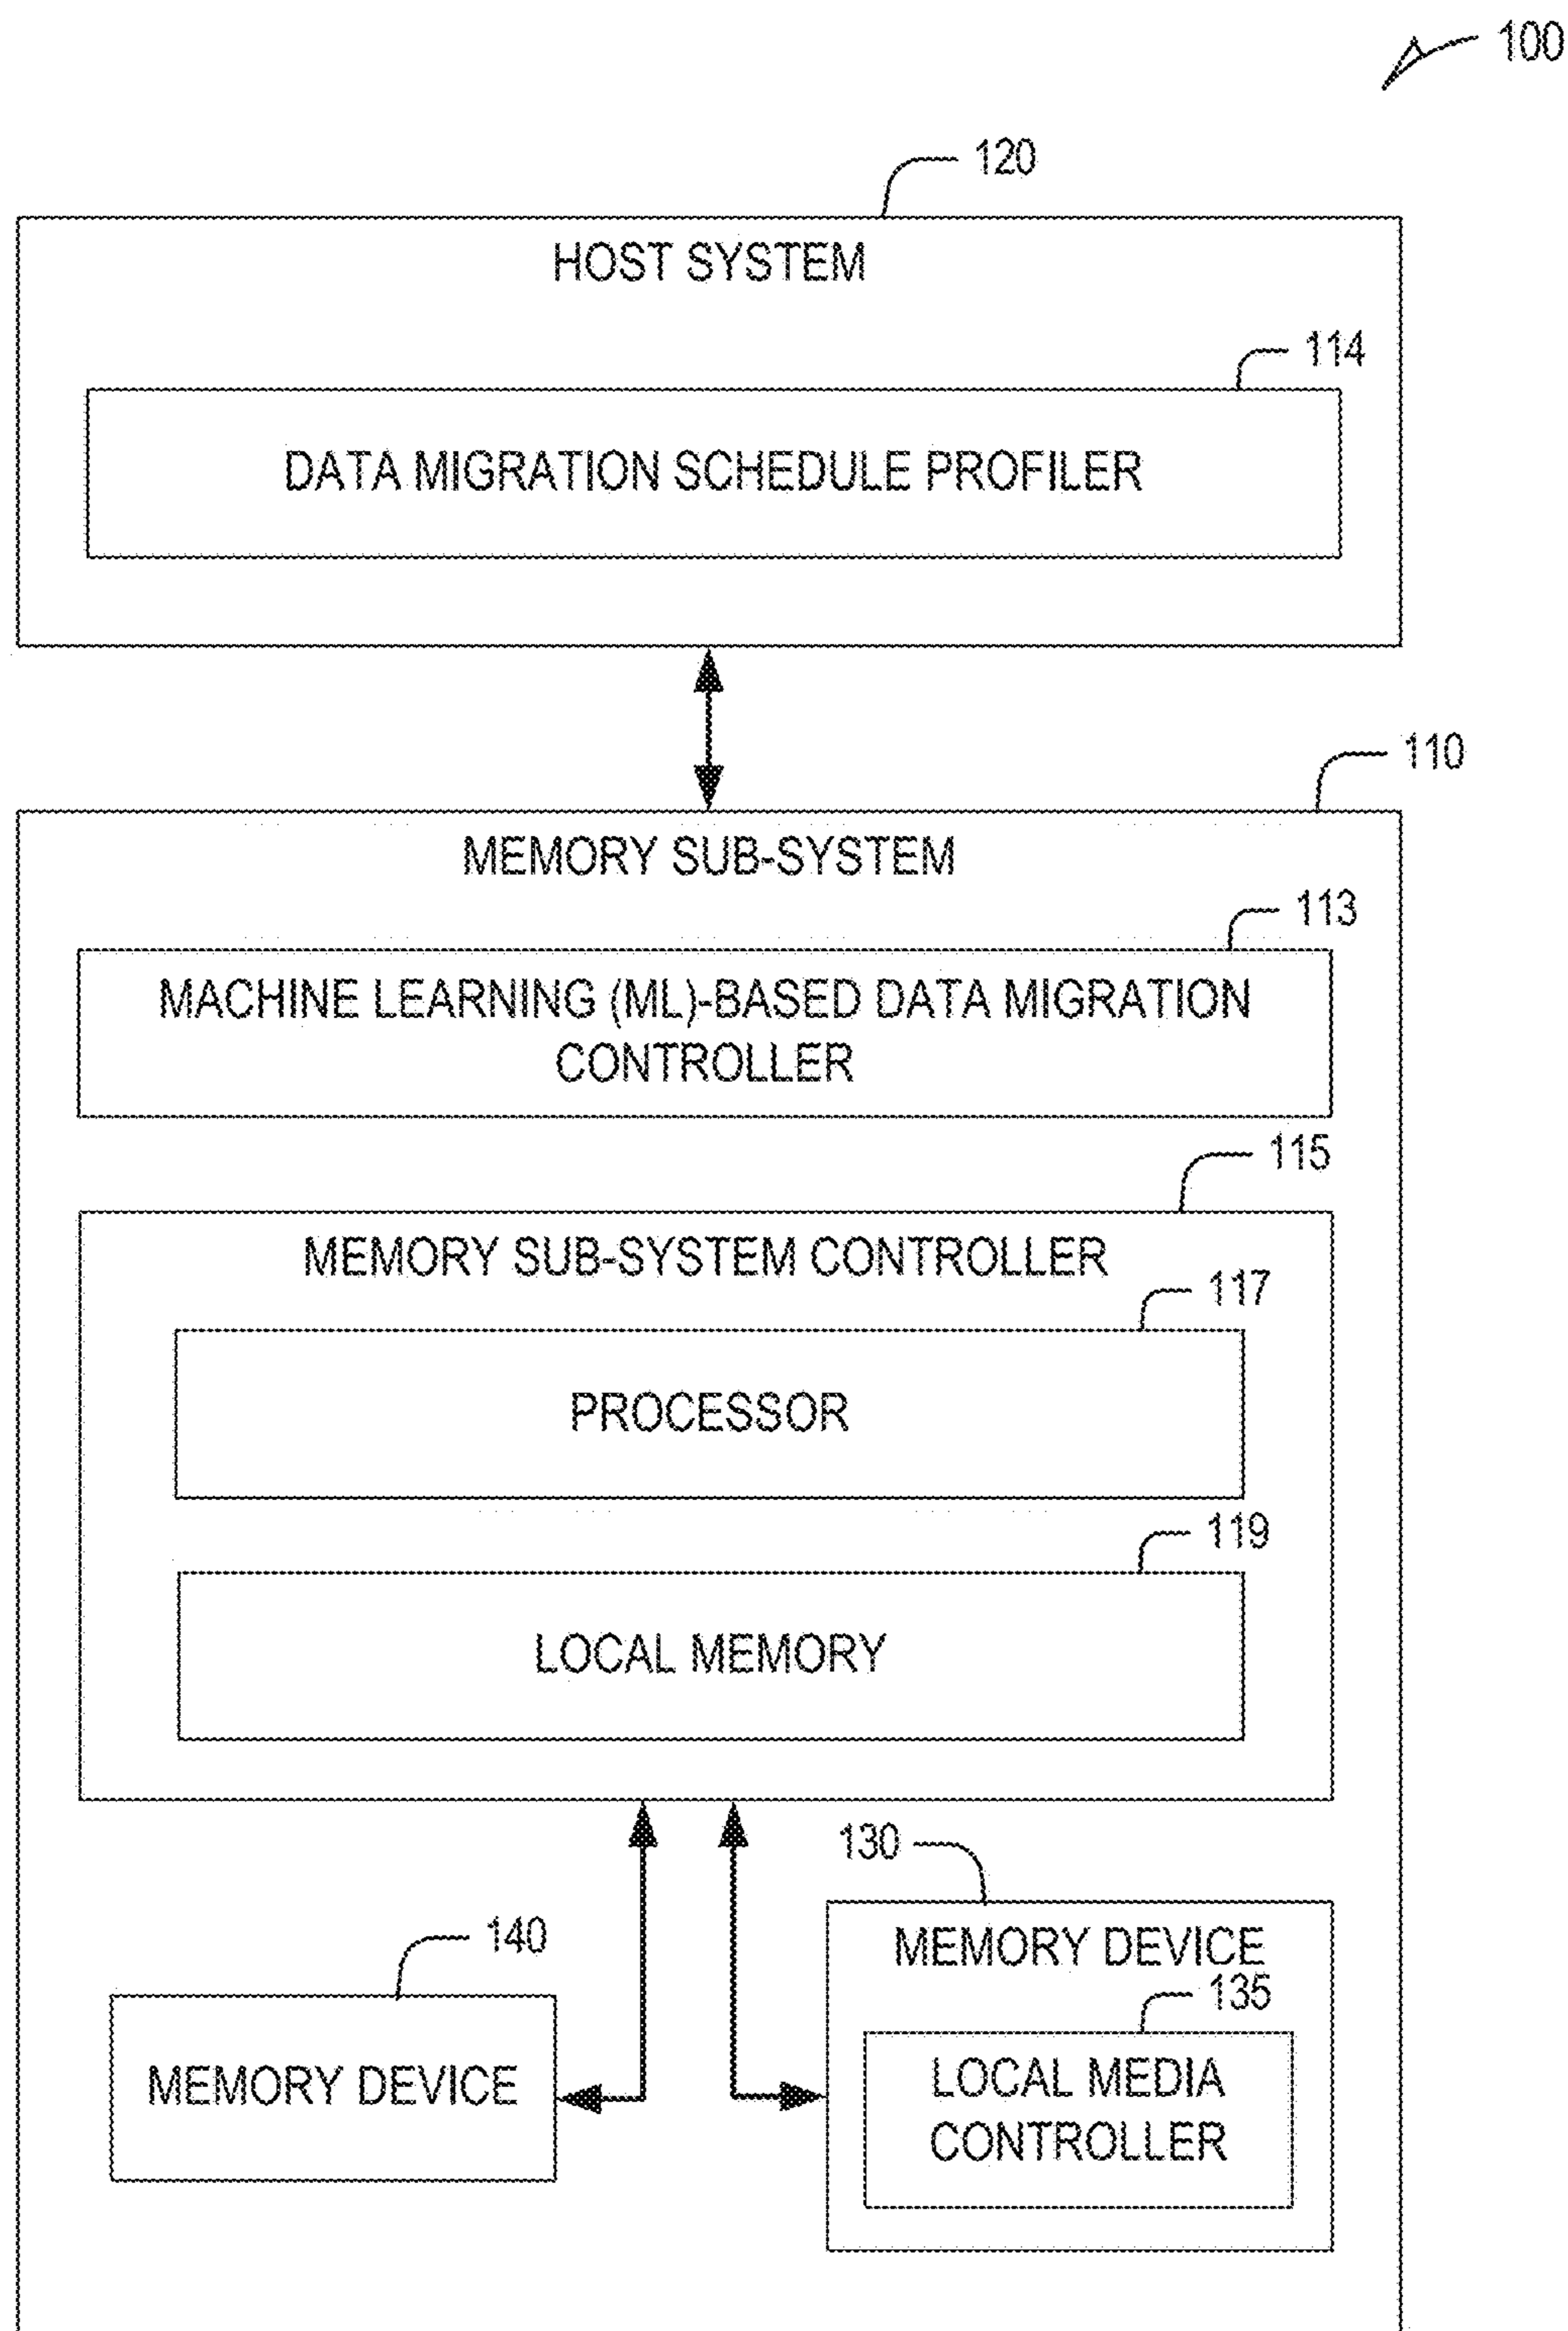 100
120
HOST SYSTEM
114
DATA MIGRATION SCHEDULE PROFILER
110
MEMORY SUB-SYSTEM
113
MACHINE LEARNING (ML)-BASED DATA MIGRATION
CONTROLLER
115
MEMORY SUB-SYSTEM CONTROLLER
117
PROCESSOR
119
LOCAL MEMORY
130
140
MEMORY DEVICE
135
MEMORY DEVICE
LOCAL MEDIA
CONTROLLER